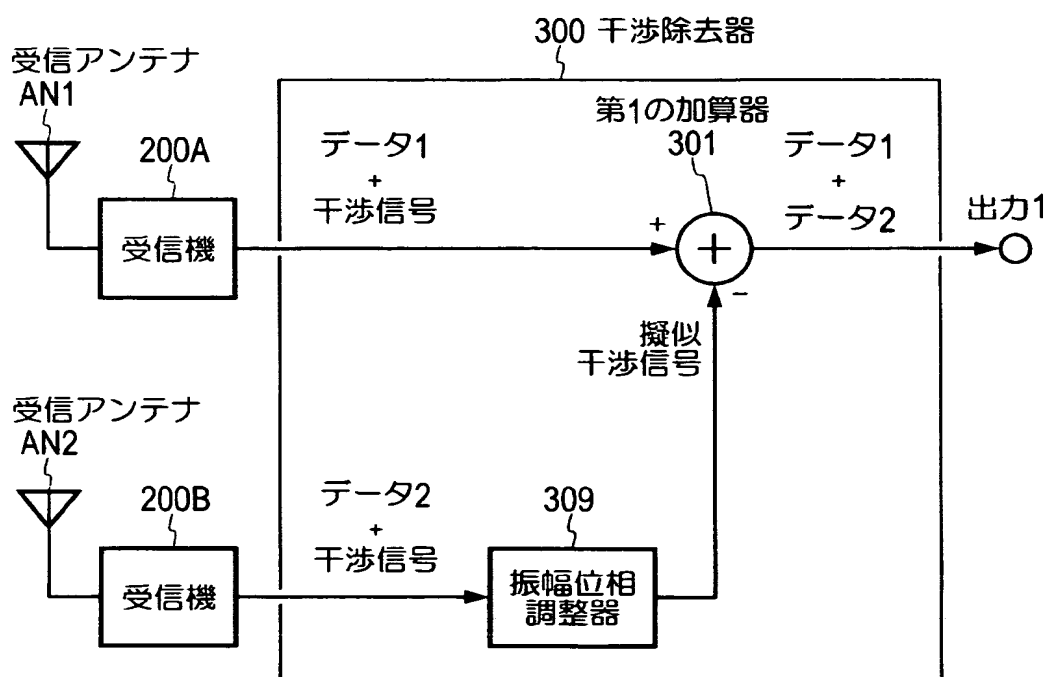 300 干渉除去器
受信アンテナ
AN1
200A
受信機
データ1
+
干渉信号
第1の加算器
301
+
+
−
データ1
+
データ2
出力1
擬似
干渉信号
受信アンテナ
AN2
200B
受信機
データ2
+
干渉信号
309
振幅位相
調整器